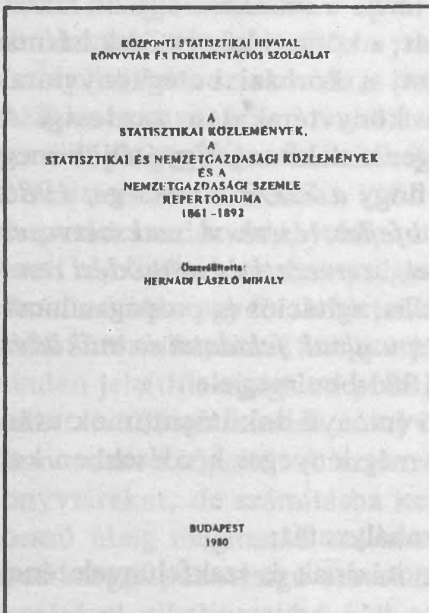 KÖZPONTI STATISZTIKAI HIVATAL
KÖNYVTÁR ÉS DOKUMENTÁCIÓS SZOLGÁLAT
STATISZTIKAI KÖZLEMÉNYEK,
A
STATISZTIKAI ÉS NEMZETGAZDASÁGI KÖZLEMÉNYEK
ÉS A
NEMZETGAZDASÁGI SZEMLE
REPERTÓRIUMA
1861-1892
Összeállította:
HERNÁDI LÁSZLÓ MIHÁLY
BUDAPEST
1980